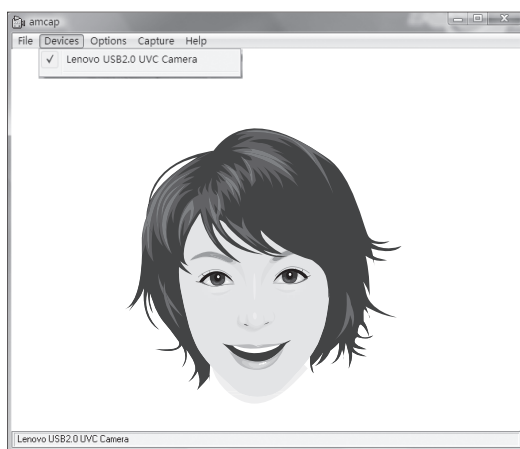 amcap
File Devices Options Capture Help
Lenovo USB2.0 UVC Camera
Lenovo USB2.0 UVC Camera